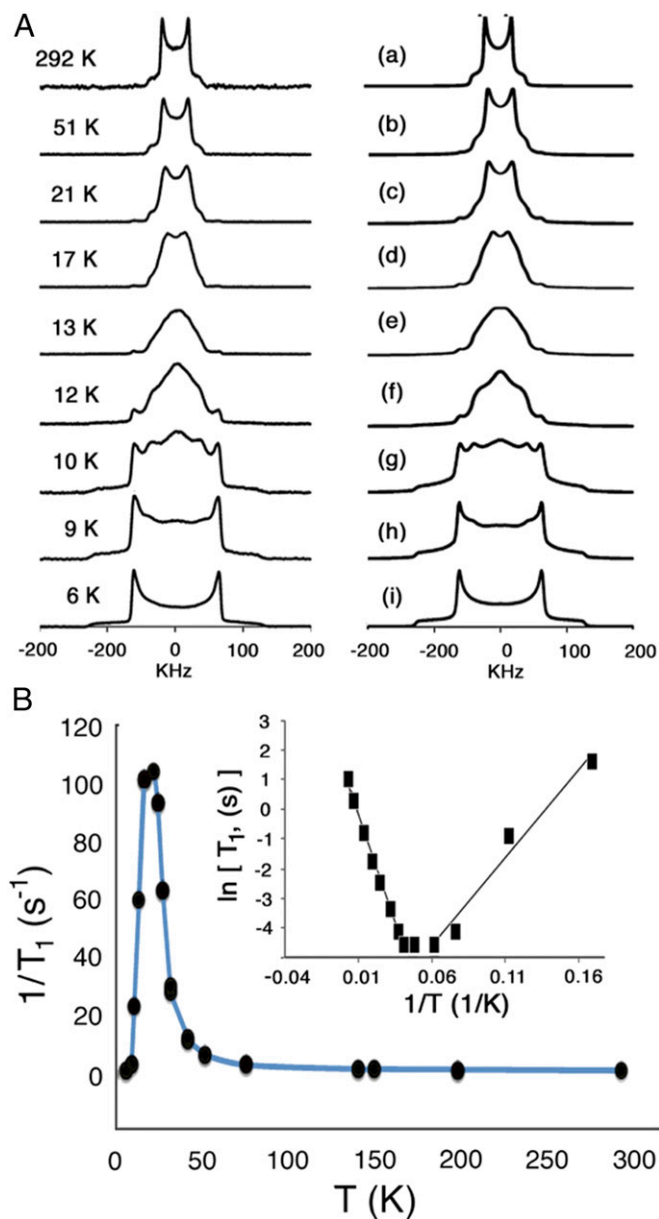 A
292 K (a)
51 K (b)
21 K (c)
17 K (d)
13 K (e)
12 K (f)
10 K (g)
9 K (h)
6 K (i)
-200 -100 0 100 200 -200 -100 0 100 200
KHz KHz
B
120
100
80
60
40
20
0
1/T1 (s-1)
0 50 100 150 200 250 300
T (K)
3
2
1
0
-1
-2
-3
-4
ln [ T1, (s) ]
-0.04 0.01 0.06 0.11 0.16
1/T (1/K)